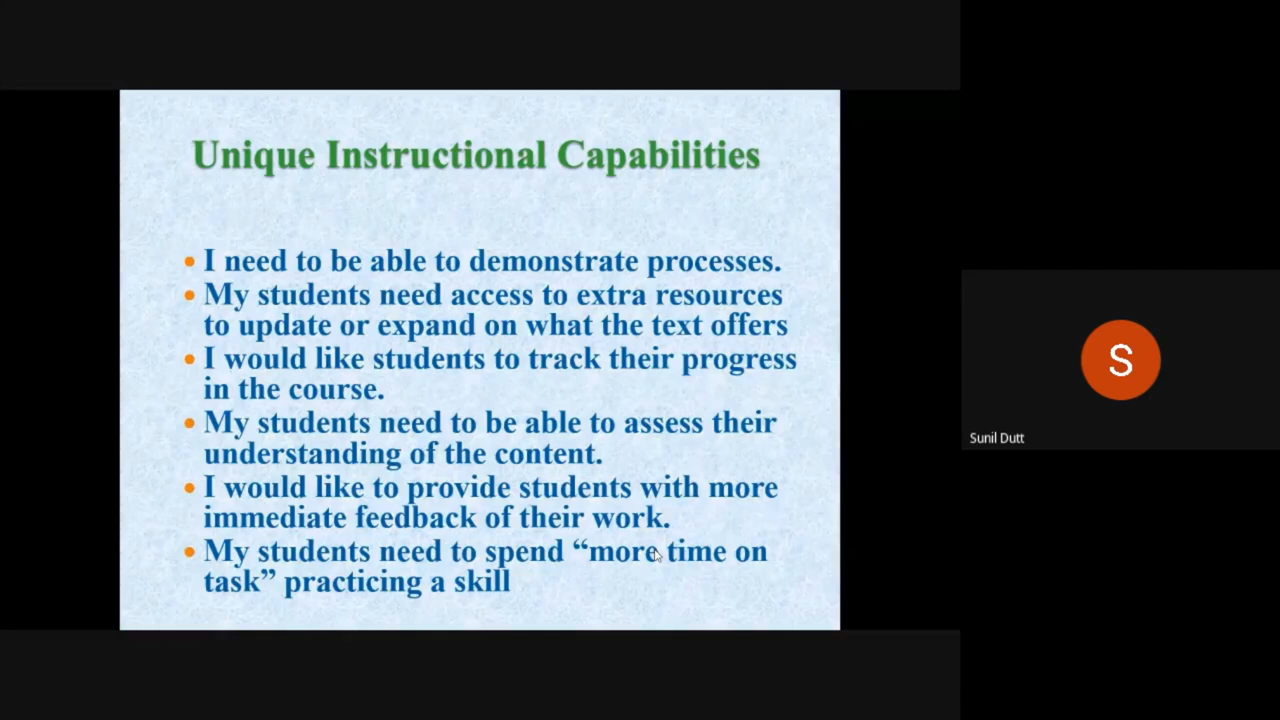 Unique Instructional Capabilities
I need to be able to demonstrate processes.
My students need access to extra resources
to update or expand on what the text offers
I would like students to track their progress
in the course.
My students need to be able to assess their
understanding of the content.
I would like to provide students with more
immediate feedback of their work.
My students need to spend “more time on
task” practicing a skill
S
Sunil Dutt